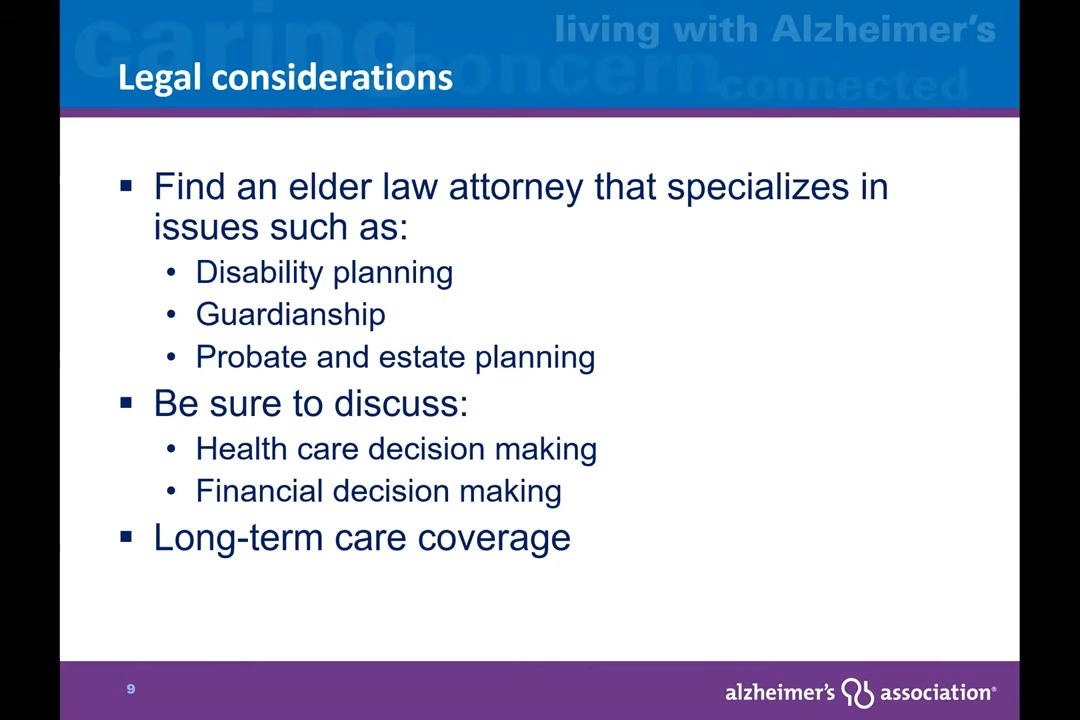 caring
living with Alzheimer's
concern
connected
Legal considerations
▪ Find an elder law attorney that specializes in
issues such as:
• Disability planning
• Guardianship
• Probate and estate planning
▪ Be sure to discuss:
• Health care decision making
• Financial decision making
▪ Long-term care coverage
9
alzheimer's association®